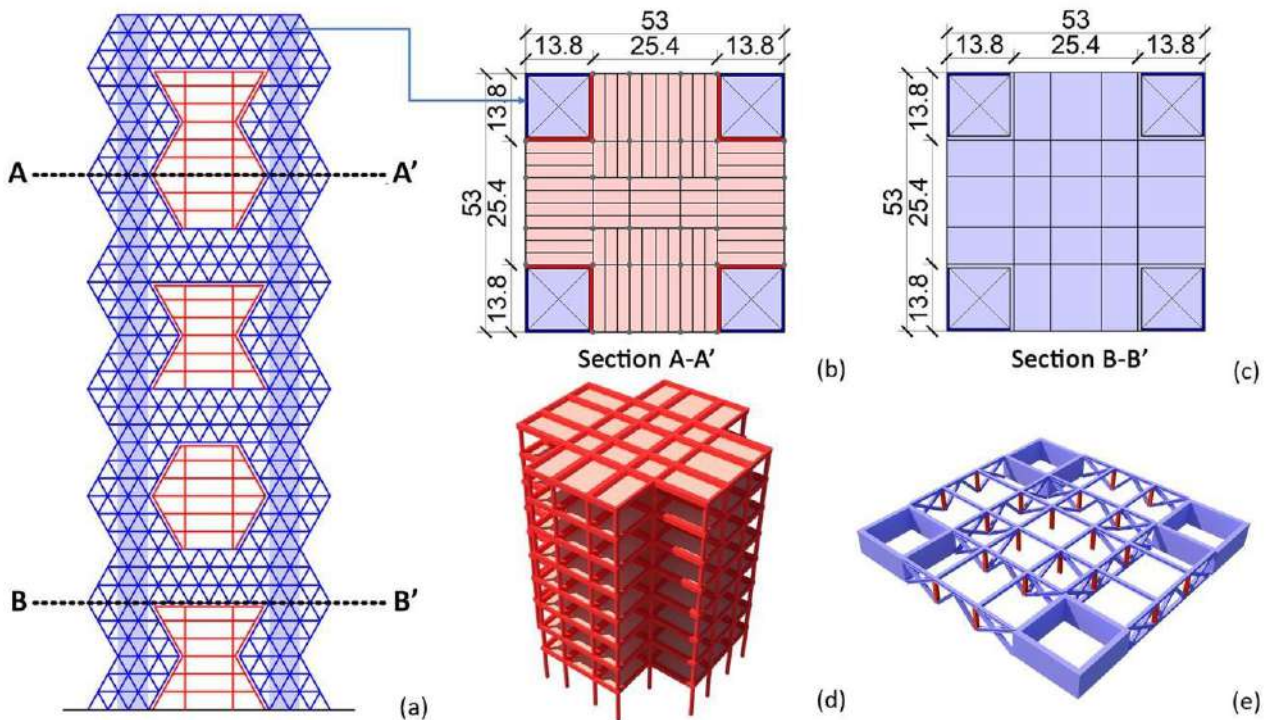 A
A'
B
B'
(a)
53
13.8
25.4
13.8
53
13.8
25.4
13.8
Section A-A'
(b)
53
13.8
25.4
13.8
53
13.8
25.4
13.8
Section B-B'
(c)
(d)
(e)